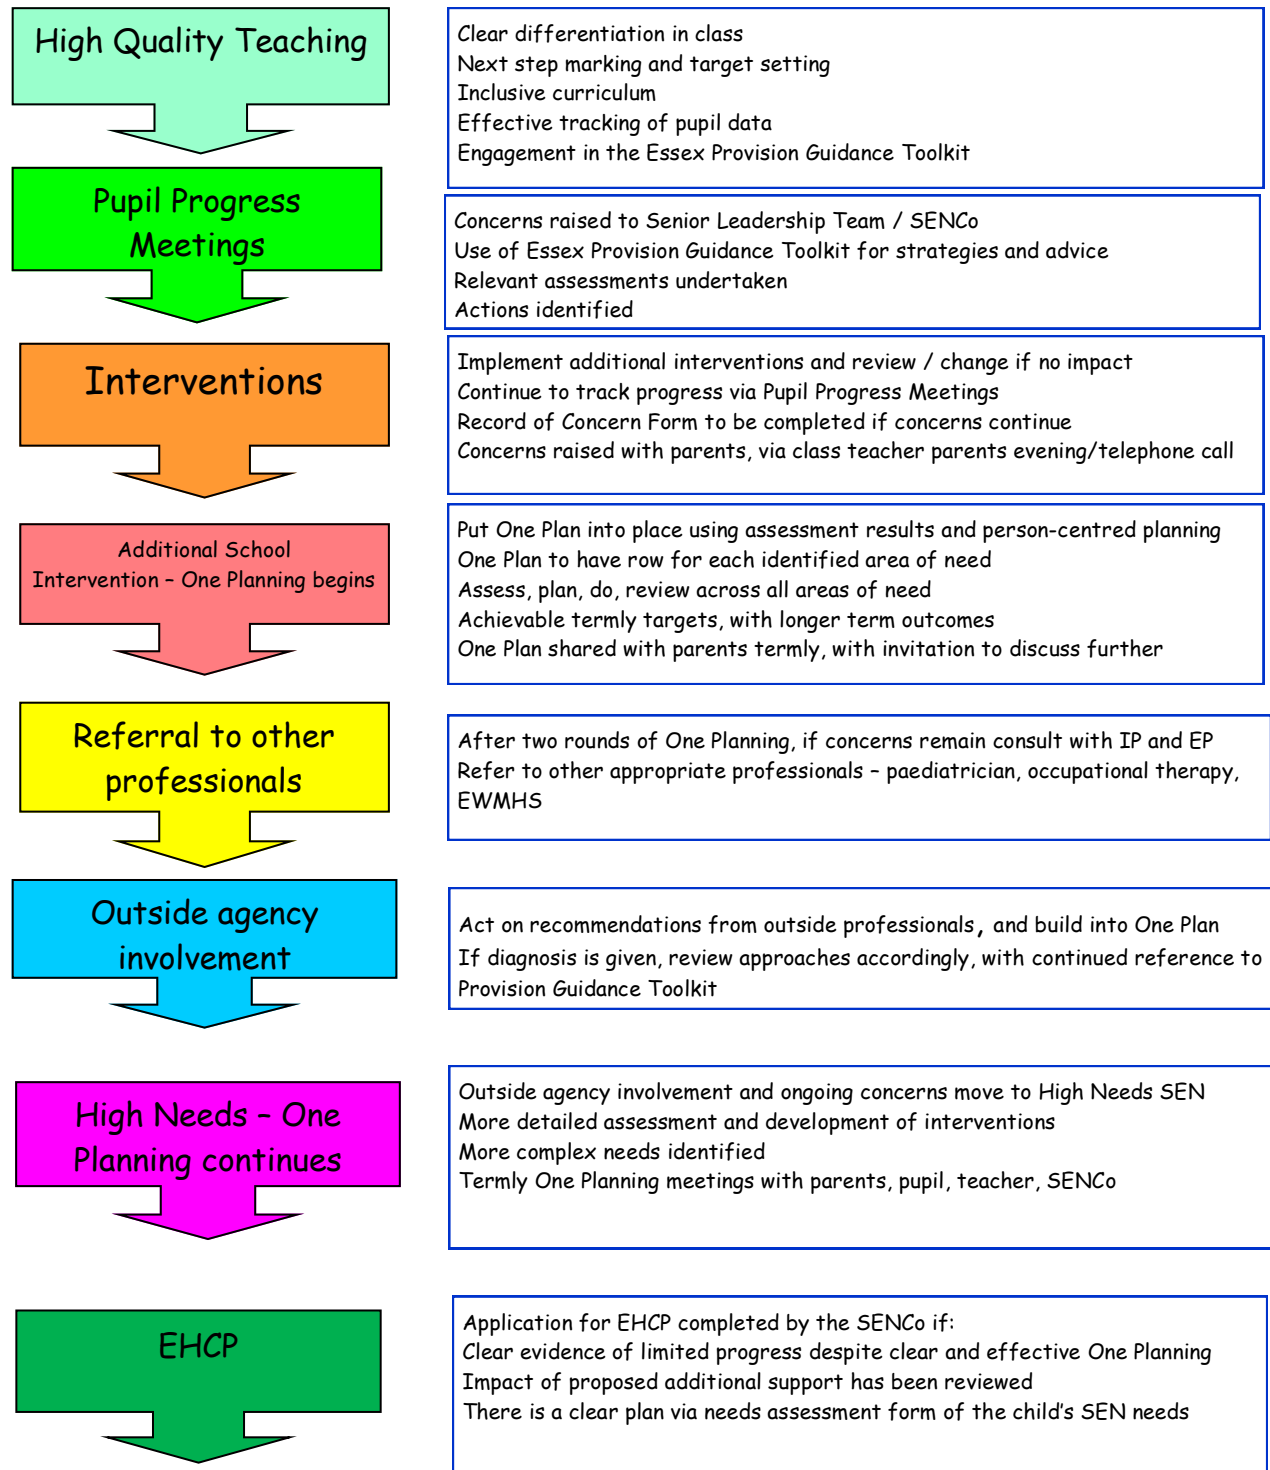 High Quality Teaching
Clear differentiation in class
Next step marking and target setting
Inclusive curriculum
Effective tracking of pupil data
Engagement in the Essex Provision Guidance Toolkit
Pupil Progress
Meetings
Concerns raised to Senior Leadership Team / SENCo
Use of Essex Provision Guidance Toolkit for strategies and advice
Relevant assessments undertaken
Actions identified
Interventions
Implement additional interventions and review / change if no impact
Continue to track progress via Pupil Progress Meetings
Record of Concern Form to be completed if concerns continue
Concerns raised with parents, via class teacher parents evening/telephone call
Additional School
Intervention – One Planning begins
Put One Plan into place using assessment results and person-centred planning
One Plan to have row for each identified area of need
Assess, plan, do, review across all areas of need
Achievable termly targets, with longer term outcomes
One Plan shared with parents termly, with invitation to discuss further
Referral to other
professionals
After two rounds of One Planning, if concerns remain consult with IP and EP
Refer to other appropriate professionals – paediatrician, occupational therapy,
EWMHS
Outside agency
involvement
Act on recommendations from outside professionals, and build into One Plan
If diagnosis is given, review approaches accordingly, with continued reference to
Provision Guidance Toolkit
High Needs – One
Planning continues
Outside agency involvement and ongoing concerns move to High Needs SEN
More detailed assessment and development of interventions
More complex needs identified
Termly One Planning meetings with parents, pupil, teacher, SENCo
EHCP
Application for EHCP completed by the SENCo if:
Clear evidence of limited progress despite clear and effective One Planning
Impact of proposed additional support has been reviewed
There is a clear plan via needs assessment form of the child's SEN needs